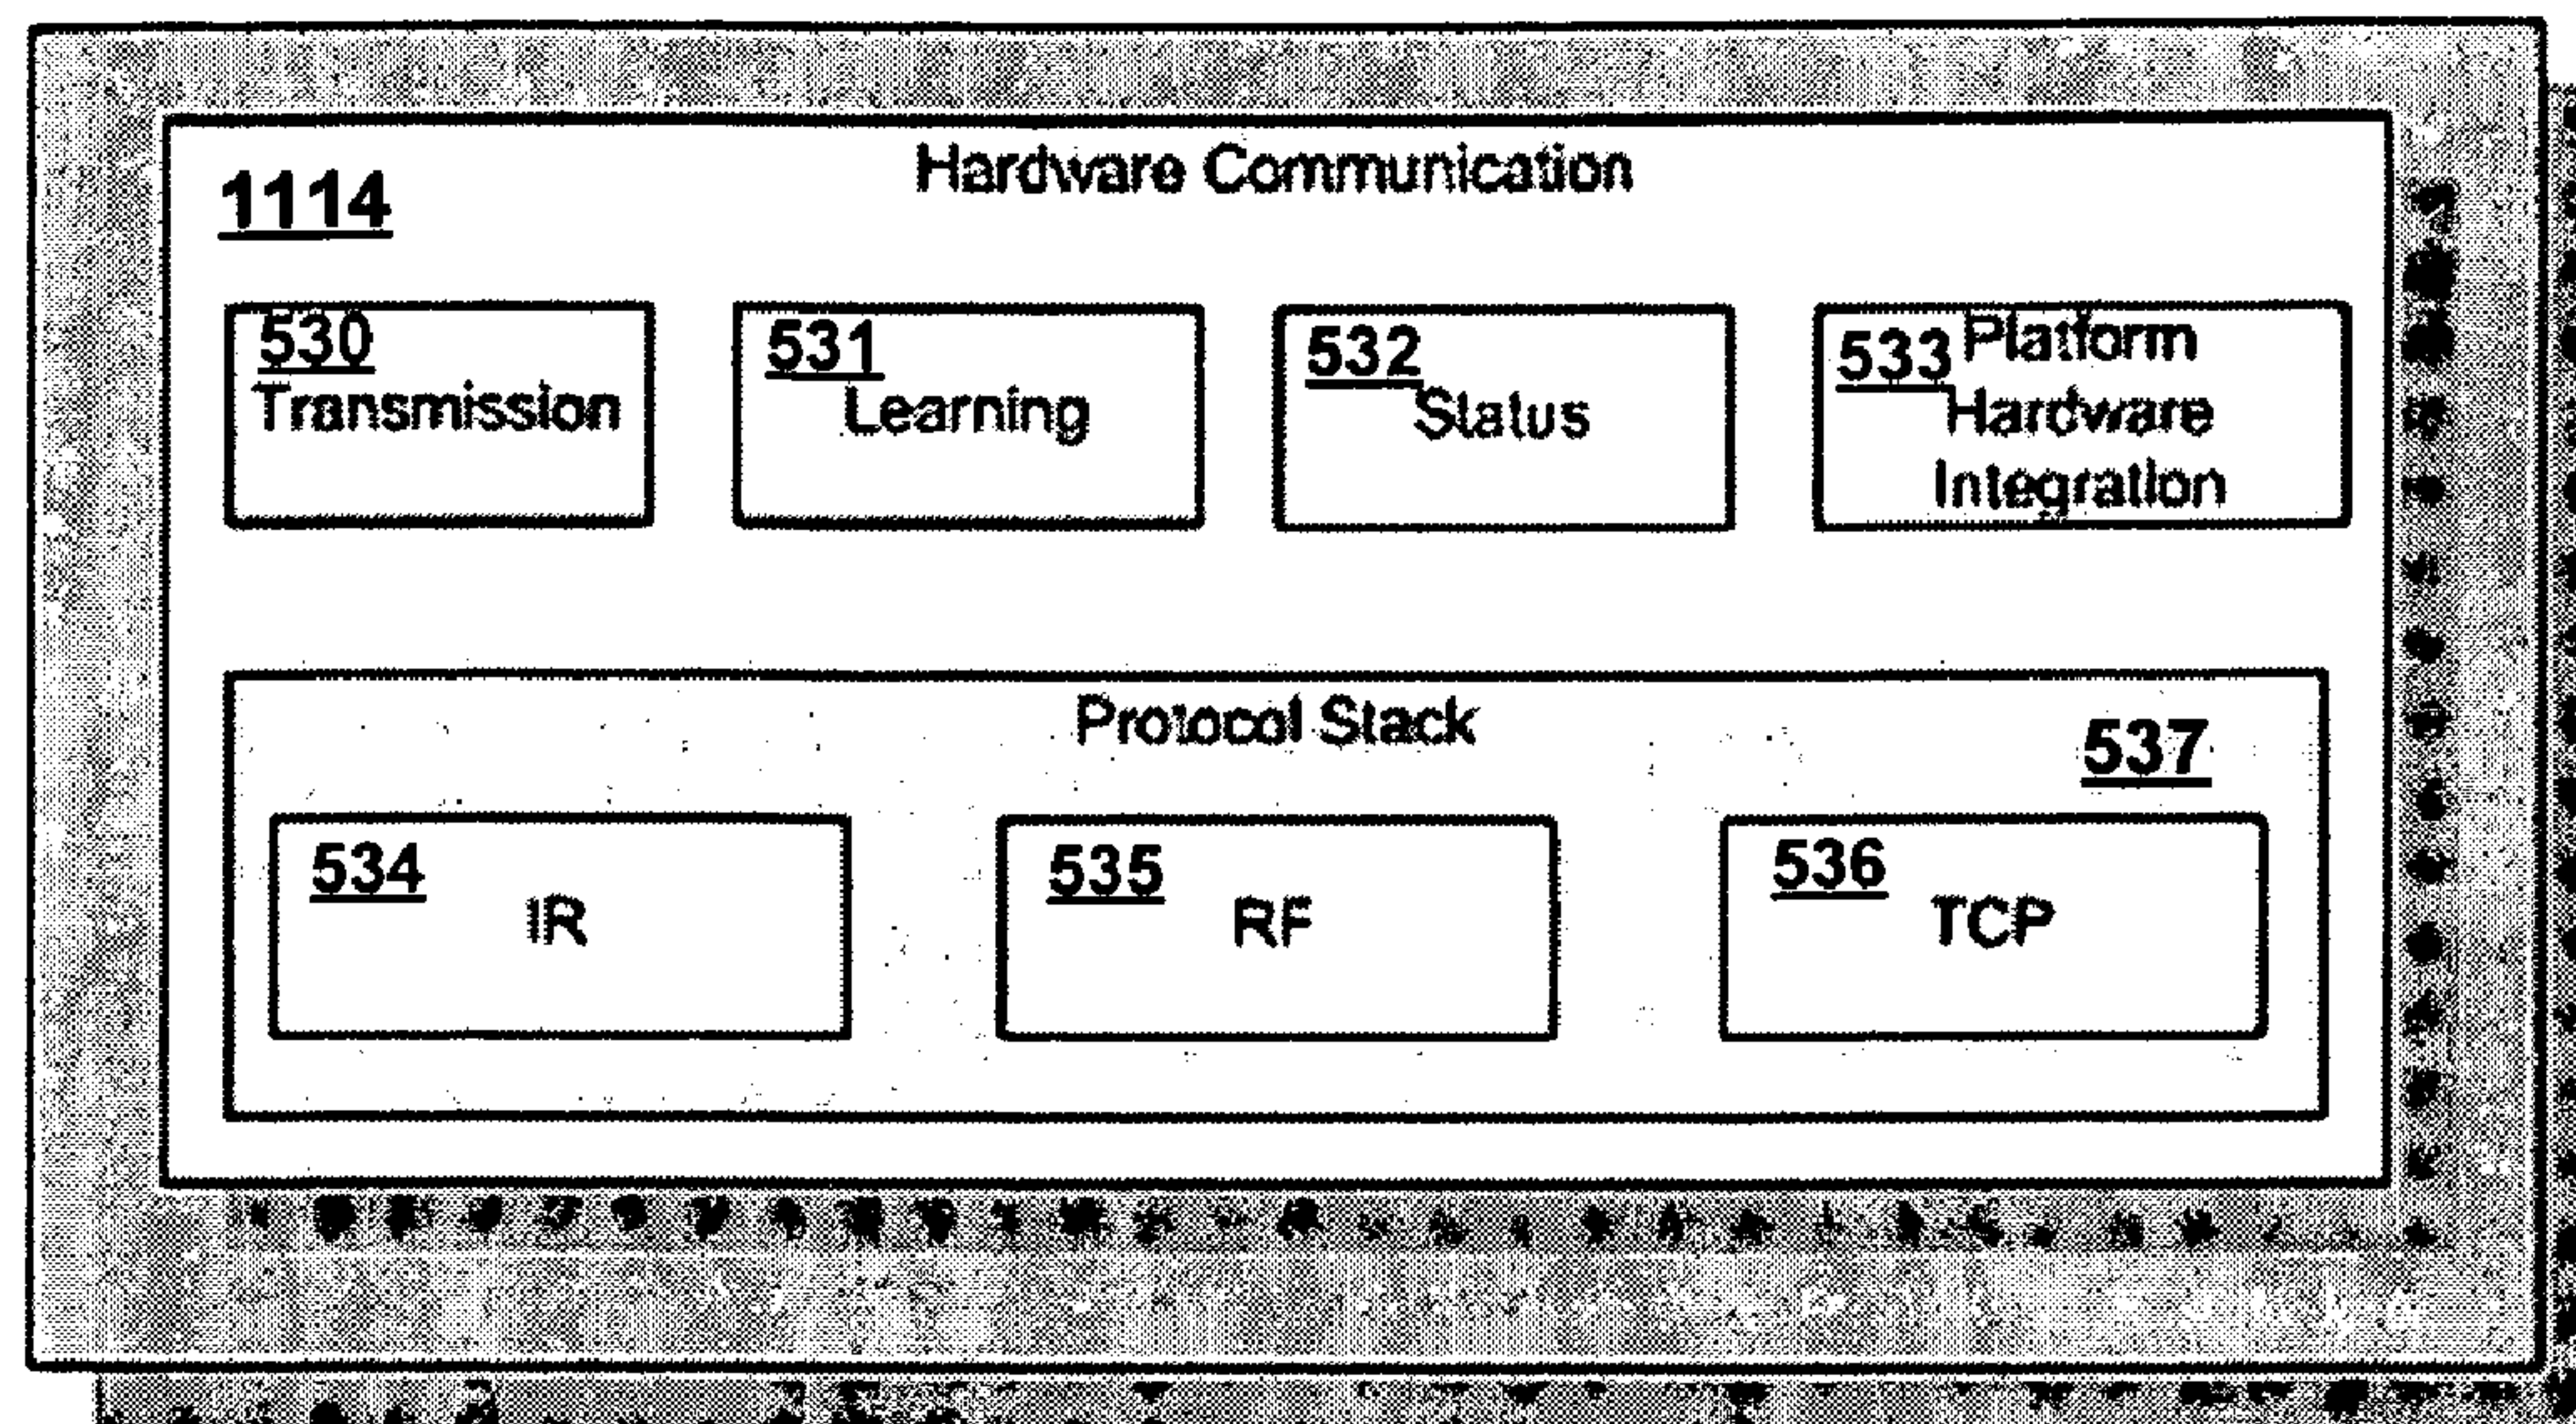 Hardware Communication
1114
530
Transmission
531
Learning
532
Status
533
Platform
Hardware
Integration
Protocol Stack
537
534
IR
535
RF
536
TCP